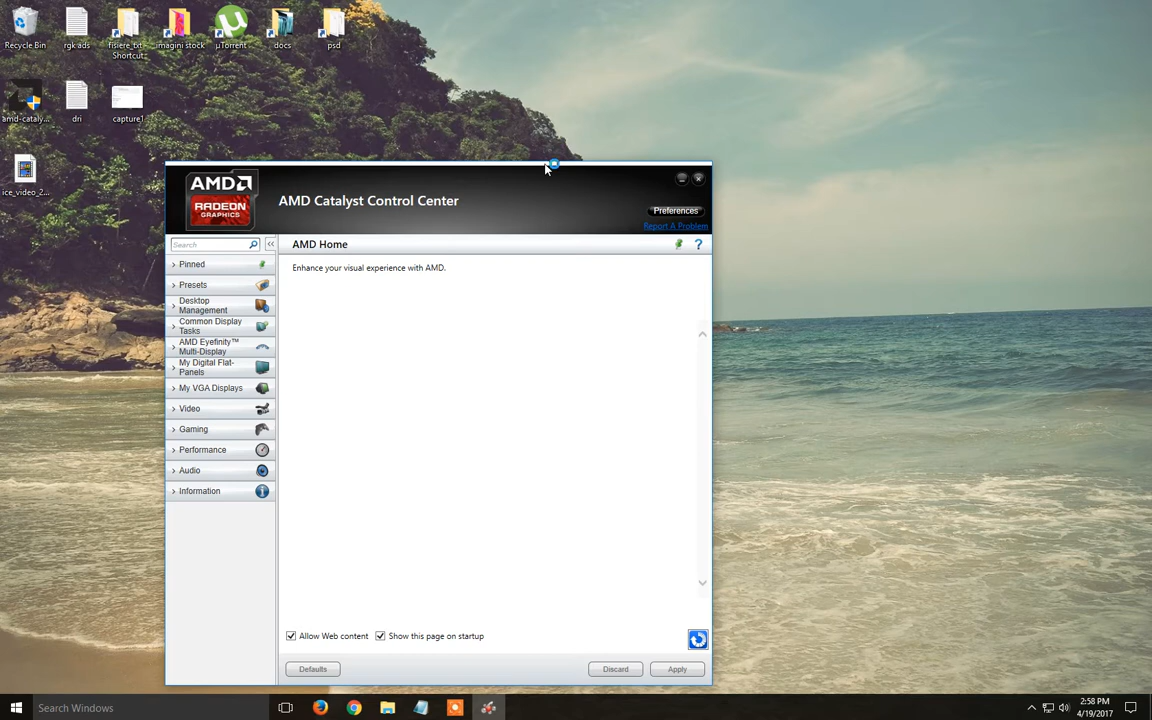 Recycle Bin
rgk ads
fisiere_txt
Shortcut
imagini stock
µTorrent
docs
psd
amd-cataly...
dri
capture1
ice_video_2...
AMD
RADEON
GRAPHICS
AMD Catalyst Control Center
Preferences
Report A Problem
Search
AMD Home
?
Pinned
Enhance your visual experience with AMD.
Presets
Desktop
Management
Common Display
Tasks
AMD Eyefinity™
Multi-Display
My Digital Flat-
Panels
My VGA Displays
Video
Gaming
Performance
Audio
Information
Allow Web content
Show this page on startup
Defaults
Discard
Apply
Search Windows
2:58 PM
4/19/2017